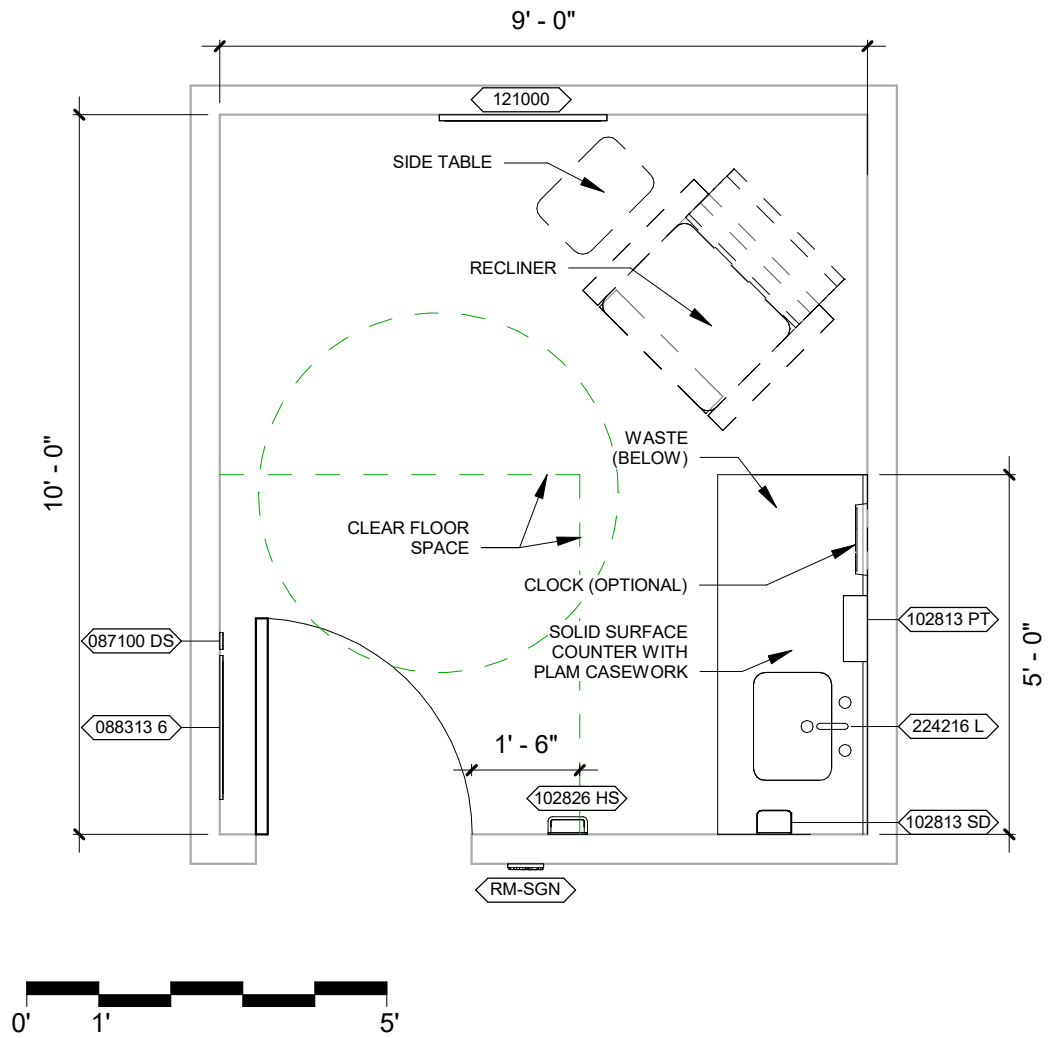 9' - 0"
121000
SIDE TABLE
RECLINER
10' - 0"
WASTE
(BELOW)
CLEAR FLOOR
SPACE
CLOCK (OPTIONAL)
087100 DS
SOLID SURFACE
COUNTER WITH
PLAM CASEWORK
102813 PT
5' - 0"
088313 6
224216 L
1' - 6"
102826 HS
102813 SD
RM-SGN
0' 1' 5'